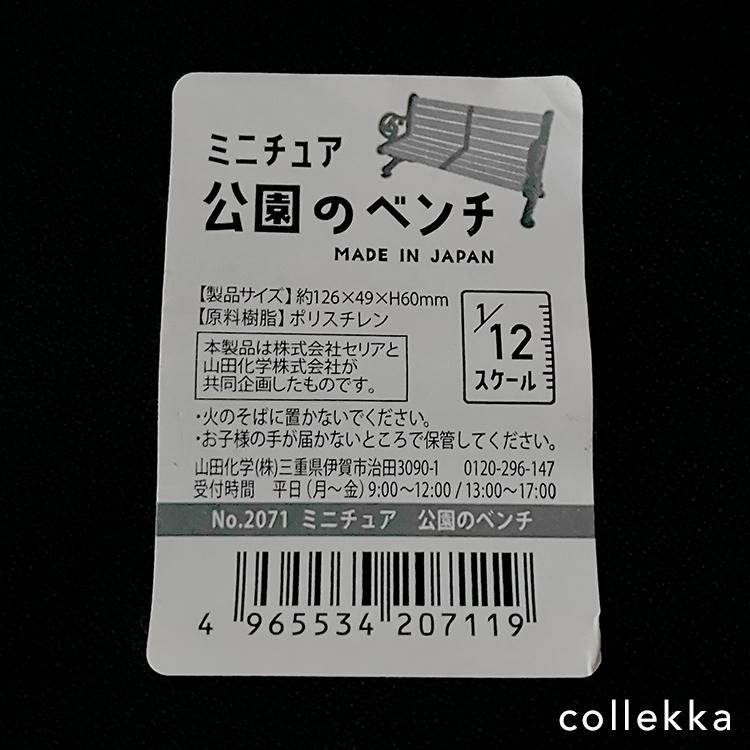 ミニチュア
公園のベンチ
MADE IN JAPAN
【製品サイズ】約126×49×H60mm
【原料樹脂】ポリスチレン
本製品は株式会社セリアと
山田化学株式会社が
共同企画したものです。
1/12
スケール
・火のそばに置かないでください。
・お子様の手が届かないところで保管してください。
山田化学(株)三重県伊賀市治田3090-1 0120-296-147
受付時間 平日（月〜金）9:00〜12:00 / 13:00〜17:00
No.2071 ミニチュア 公園のベンチ
4 965534 207119
collekka